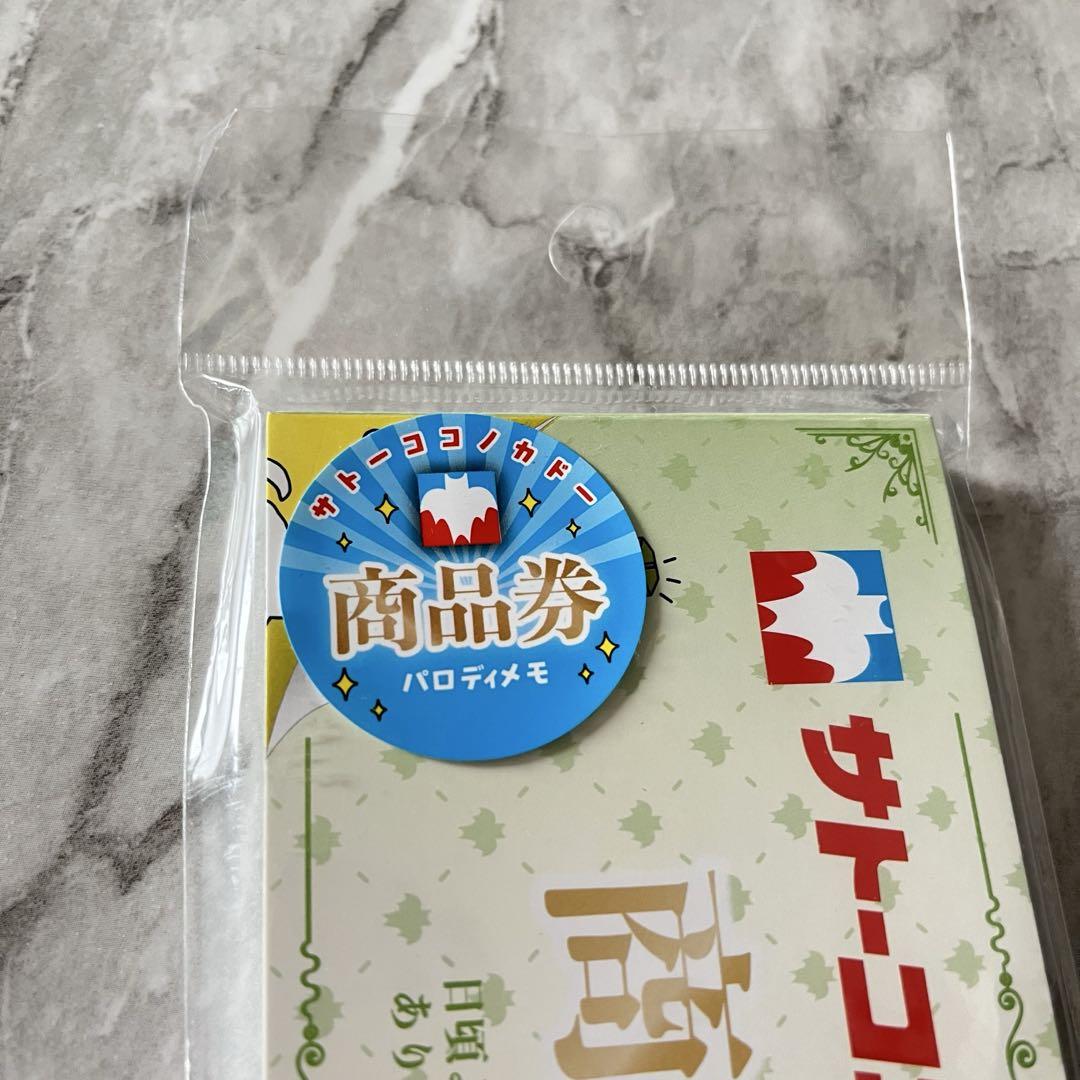 サトーココノカドー
商品券
パロディメモ
サトーコ
商
日頃
あり